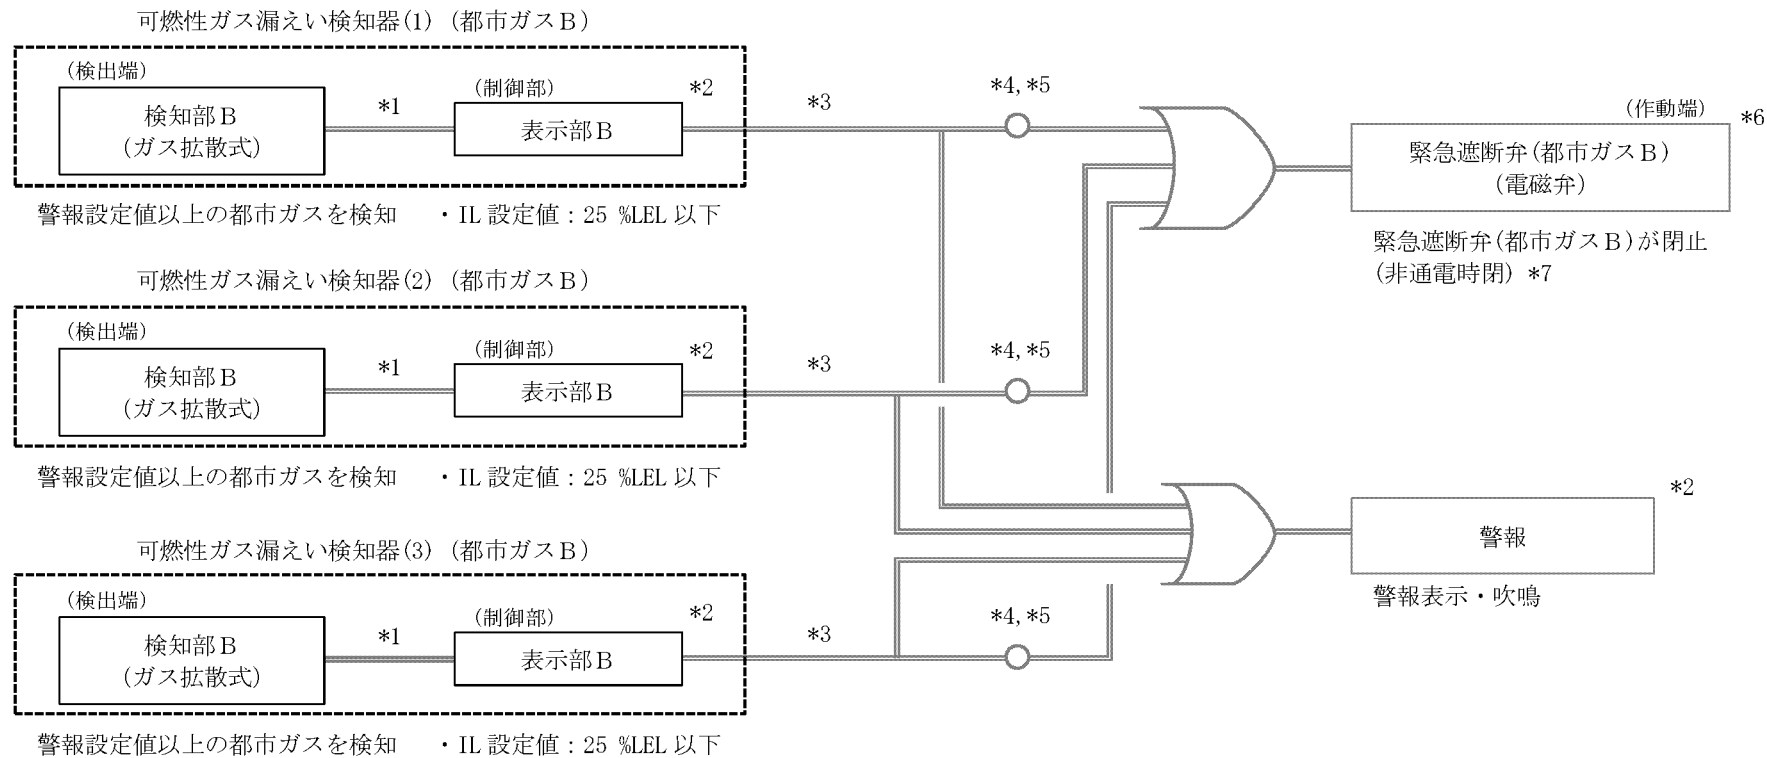 可燃性ガス漏えい検知器(1) (都市ガスB)
(検出端)
検知部B
(ガス拡散式)
*1
(制御部)
表示部B
*2
*3
*4,*5
警報設定値以上の都市ガスを検知 ・IL 設定値：25 %LEL 以下
(作動端)
*6
緊急遮断弁(都市ガスB)
(電磁弁)
緊急遮断弁(都市ガスB)が閉止
(非通電時閉) *7
可燃性ガス漏えい検知器(2) (都市ガスB)
(検出端)
検知部B
(ガス拡散式)
*1
(制御部)
表示部B
*2
*3
*4,*5
警報設定値以上の都市ガスを検知 ・IL 設定値：25 %LEL 以下
*2
警報
警報表示・吹鳴
可燃性ガス漏えい検知器(3) (都市ガスB)
(検出端)
検知部B
(ガス拡散式)
*1
(制御部)
表示部B
*2
*3
*4,*5
警報設定値以上の都市ガスを検知 ・IL 設定値：25 %LEL 以下